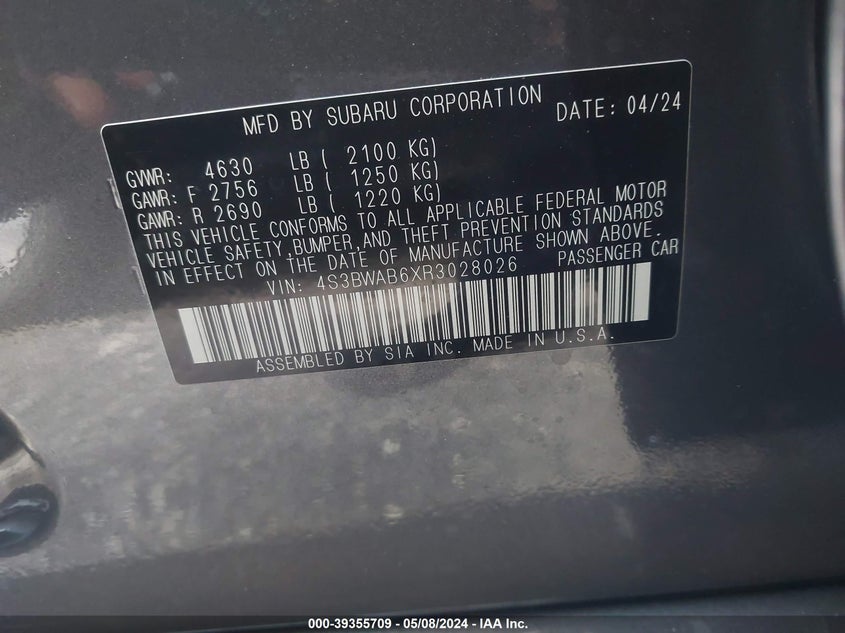 MFD BY SUBARU CORPORATION DATE: 04/24
GVWR: 4630 LB ( 2100 KG)
GAWR: F 2756 LB ( 1250 KG)
GAWR: R 2690 LB ( 1220 KG)
THIS VEHICLE CONFORMS TO ALL APPLICABLE FEDERAL MOTOR
VEHICLE SAFETY,BUMPER,AND THEFT PREVENTION STANDARDS
IN EFFECT ON THE DATE OF MANUFACTURE SHOWN ABOVE.
VIN: 4S3BWAB6XR3028026 PASSENGER CAR
ASSEMBLED BY SIA INC. MADE IN U.S.A.
000-39355709 - 05/08/2024 - IAA Inc.